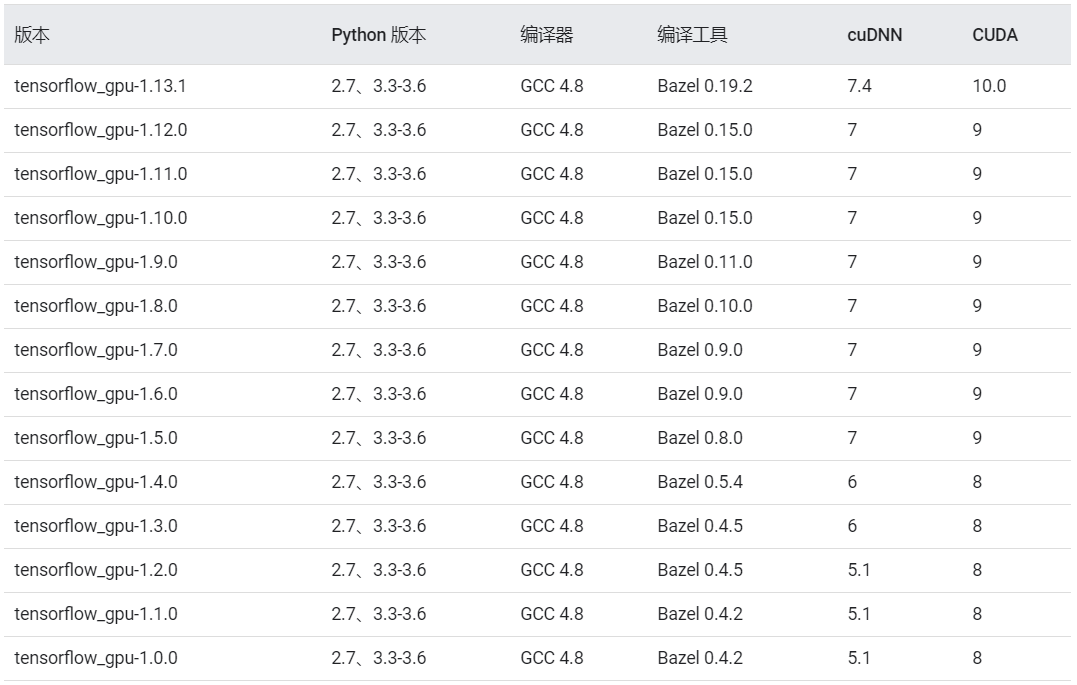 版本 Python 版本 编译器 编译工具 cuDNN CUDA
tensorflow_gpu-1.13.1 2.7、3.3-3.6 GCC 4.8 Bazel 0.19.2 7.4 10.0
tensorflow_gpu-1.12.0 2.7、3.3-3.6 GCC 4.8 Bazel 0.15.0 7 9
tensorflow_gpu-1.11.0 2.7、3.3-3.6 GCC 4.8 Bazel 0.15.0 7 9
tensorflow_gpu-1.10.0 2.7、3.3-3.6 GCC 4.8 Bazel 0.15.0 7 9
tensorflow_gpu-1.9.0 2.7、3.3-3.6 GCC 4.8 Bazel 0.11.0 7 9
tensorflow_gpu-1.8.0 2.7、3.3-3.6 GCC 4.8 Bazel 0.10.0 7 9
tensorflow_gpu-1.7.0 2.7、3.3-3.6 GCC 4.8 Bazel 0.9.0 7 9
tensorflow_gpu-1.6.0 2.7、3.3-3.6 GCC 4.8 Bazel 0.9.0 7 9
tensorflow_gpu-1.5.0 2.7、3.3-3.6 GCC 4.8 Bazel 0.8.0 7 9
tensorflow_gpu-1.4.0 2.7、3.3-3.6 GCC 4.8 Bazel 0.5.4 6 8
tensorflow_gpu-1.3.0 2.7、3.3-3.6 GCC 4.8 Bazel 0.4.5 6 8
tensorflow_gpu-1.2.0 2.7、3.3-3.6 GCC 4.8 Bazel 0.4.5 5.1 8
tensorflow_gpu-1.1.0 2.7、3.3-3.6 GCC 4.8 Bazel 0.4.2 5.1 8
tensorflow_gpu-1.0.0 2.7、3.3-3.6 GCC 4.8 Bazel 0.4.2 5.1 8